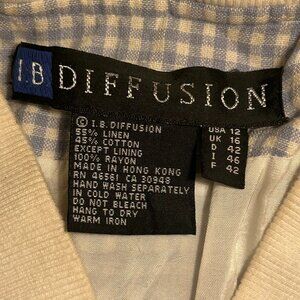 I.B DIFFUSION
© I.B. DIFFUSION
55% LINEN
45% COTTON
EXCEPT LINING
100% RAYON
MADE IN HONG KONG
RN 46561 CA 30948
HAND WASH SEPARATELY
IN COLD WATER
DO NOT BLEACH
HANG TO DRY
WARM IRON
USA 12
UK 16
D 42
I 46
F 42